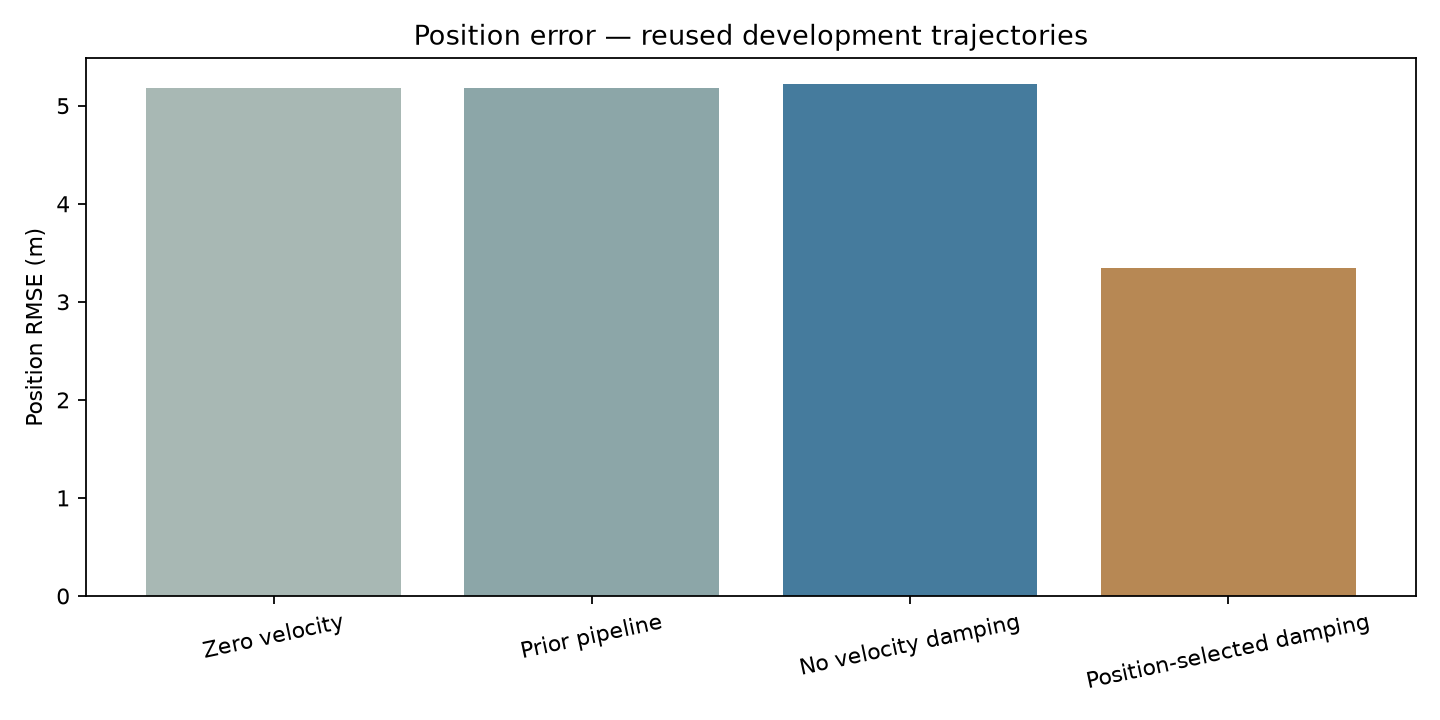 Position error — reused development trajectories
Position RMSE (m)
5
4
3
2
1
0
Zero velocity
Prior pipeline
No velocity damping
Position-selected damping